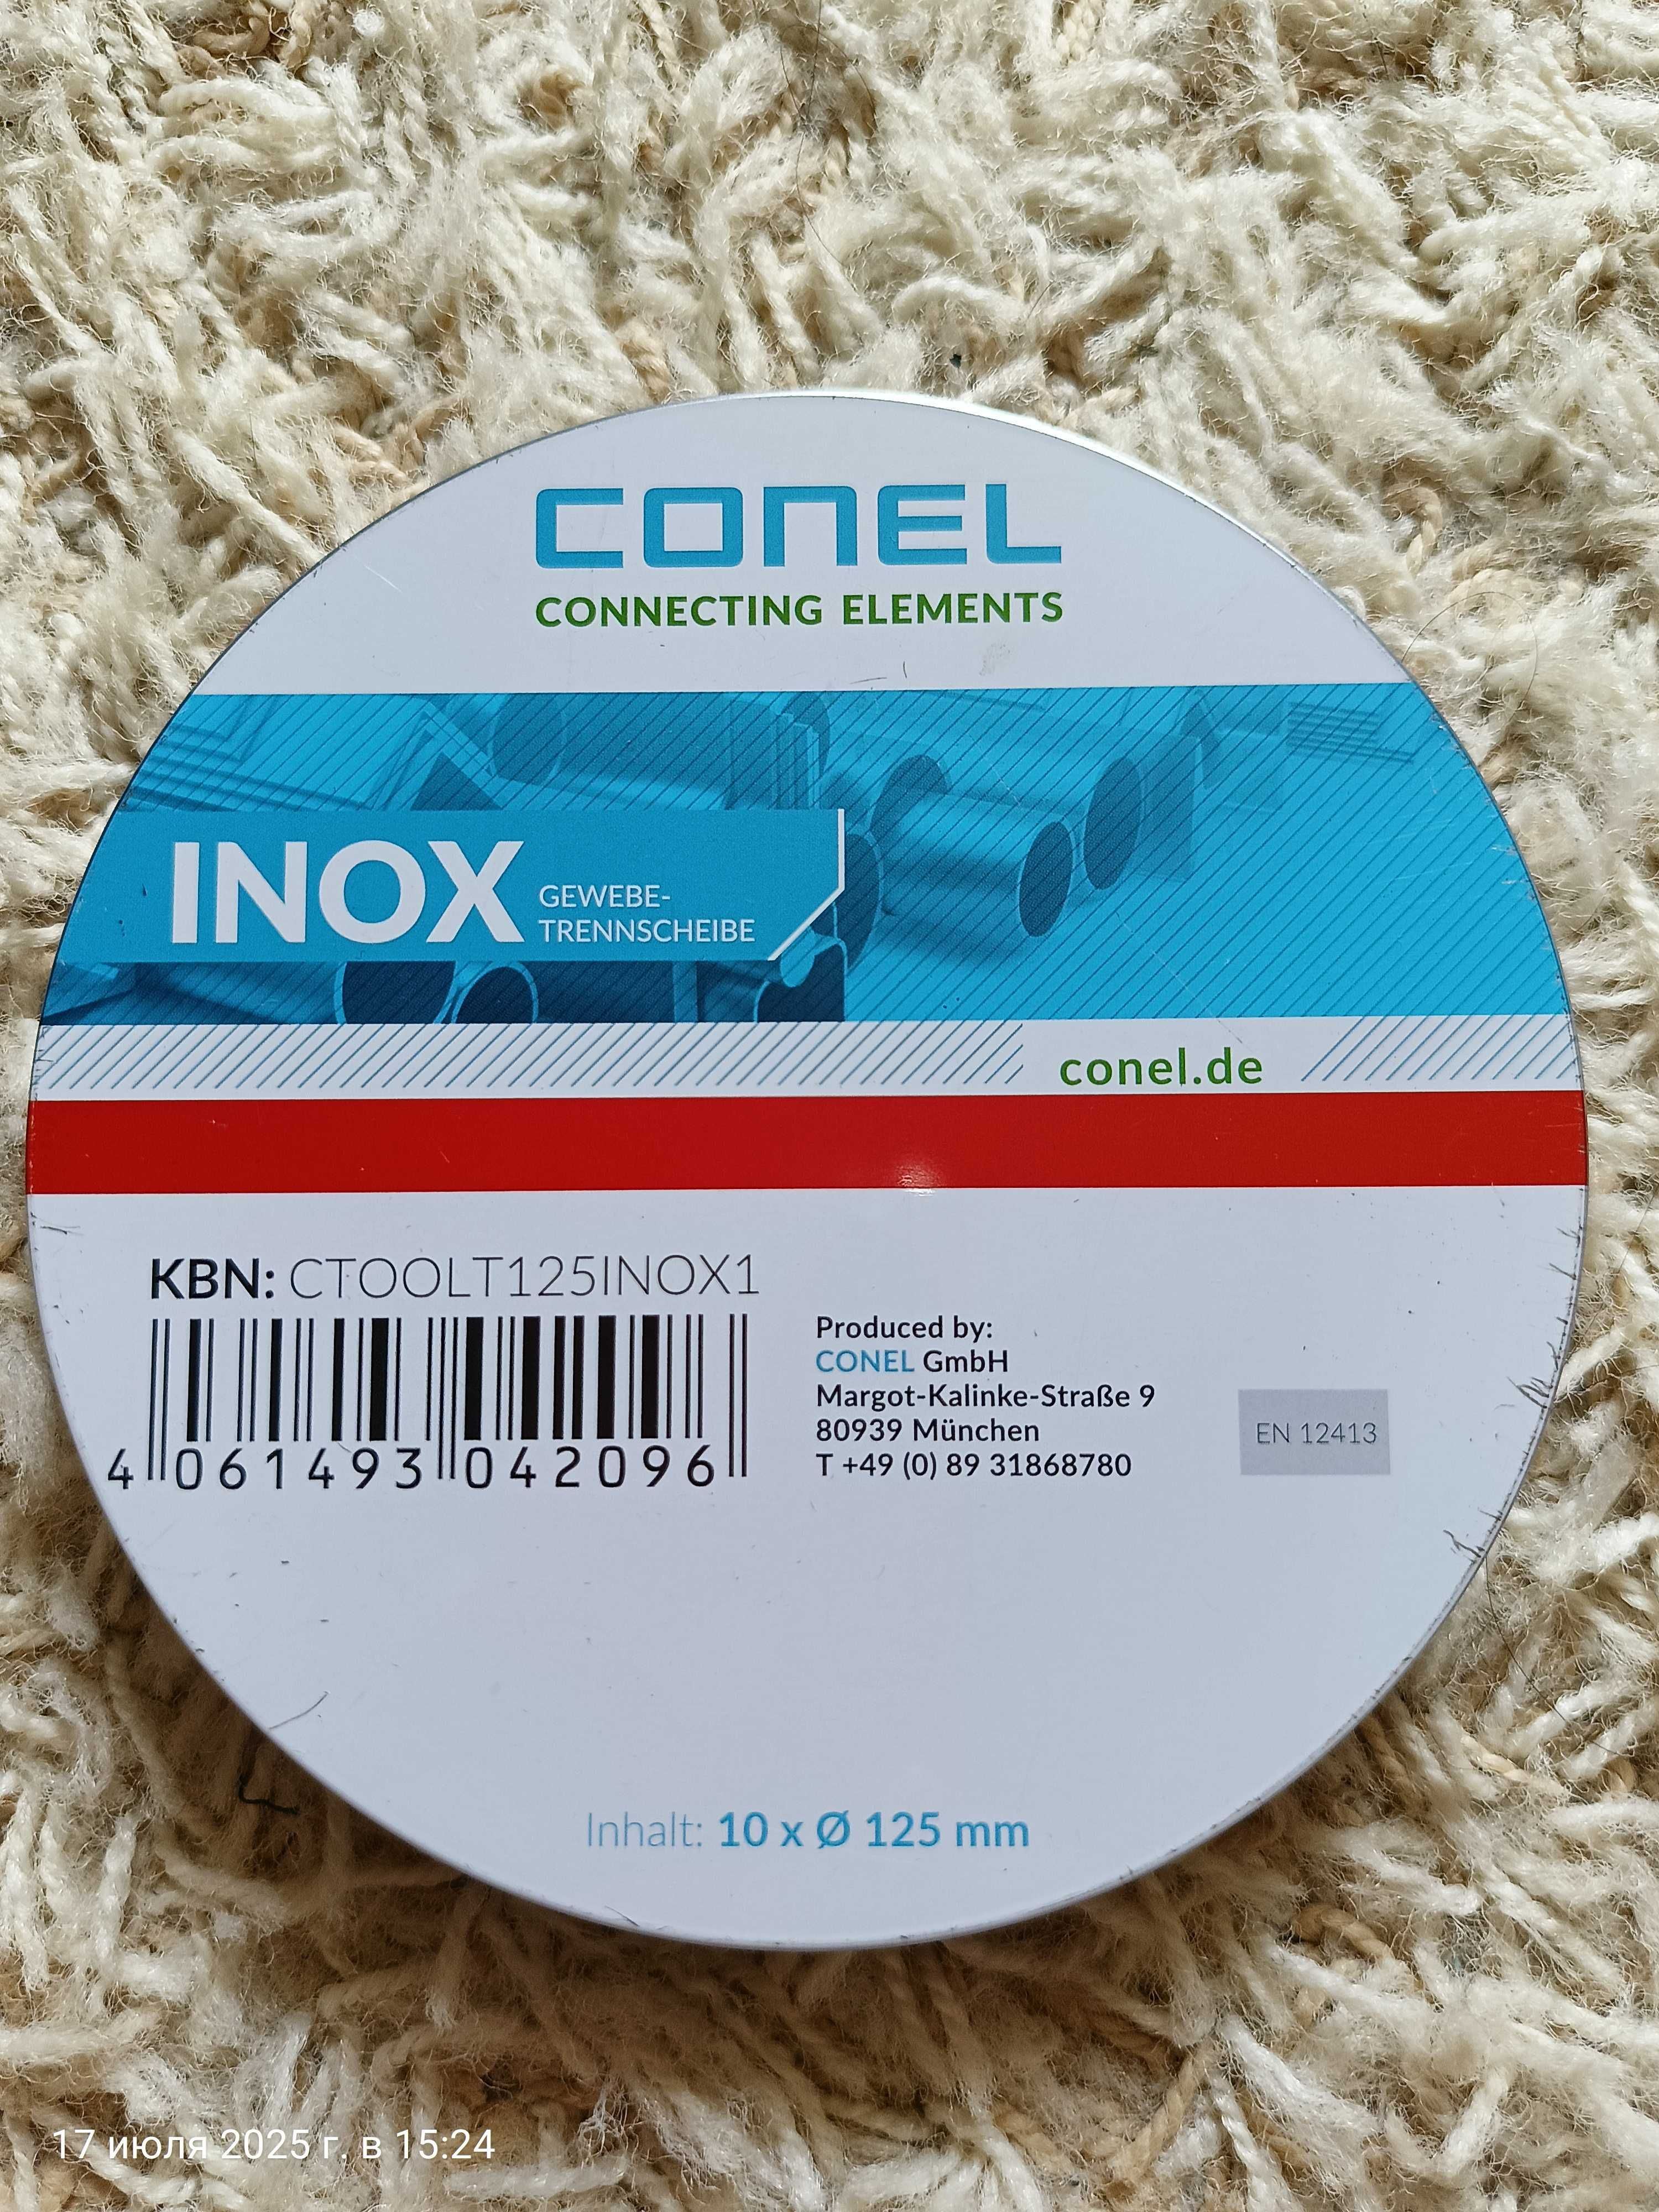 CONEL
CONNECTING ELEMENTS
INOX
GEWEBE-
TRENNSCHEIBE
conel.de
KBN: CTOOLT125INOX1
4 061493 042096
Produced by:
CONEL GmbH
Margot-Kalinke-Straße 9
80939 München
T +49 (0) 89 31868780
EN 12413
Inhalt: 10 x Ø 125 mm
17 июля 2025 г. в 15:24